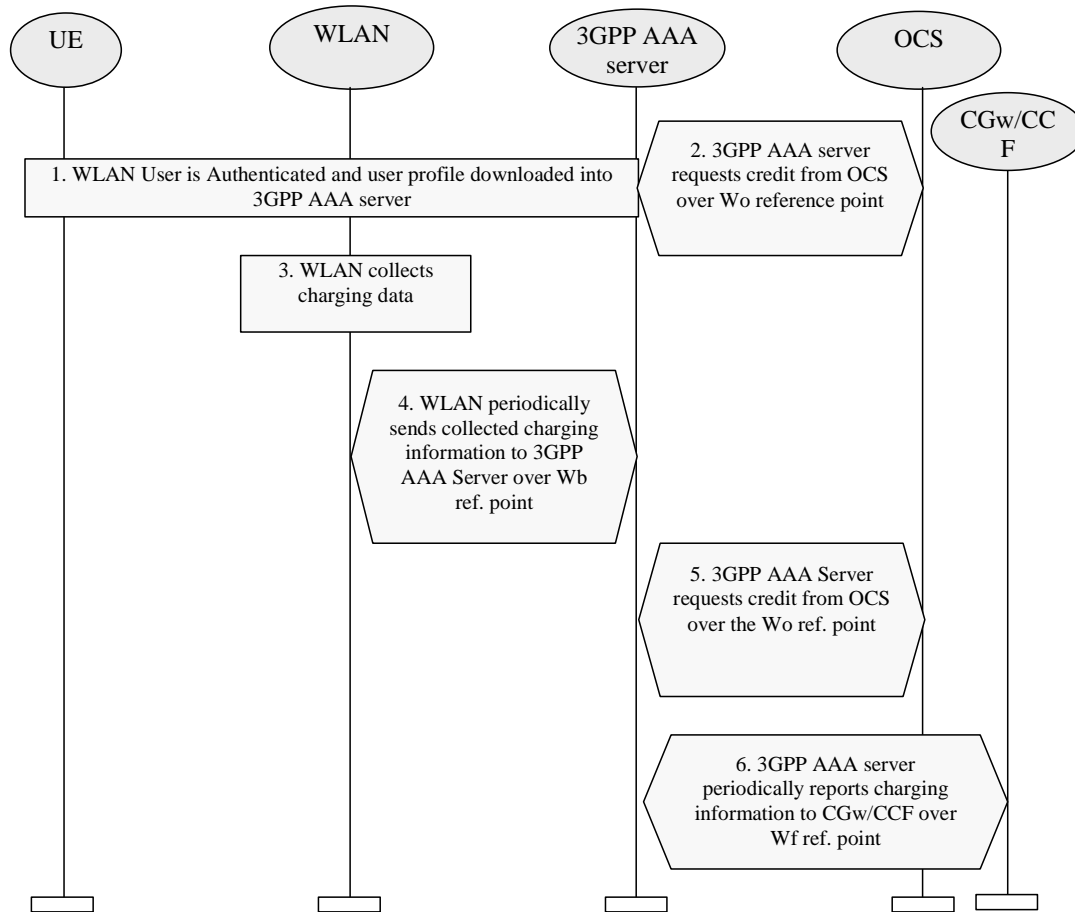 UE
WLAN
3GPP AAA
server
OCS
CGw/CC
F
1. WLAN User is Authenticated and user profile downloaded into
3GPP AAA server
2. 3GPP AAA server
requests credit from OCS
over Wo reference point
3. WLAN collects
charging data
4. WLAN periodically
sends collected charging
information to 3GPP
AAA Server over Wb
ref. point
5. 3GPP AAA Server
requests credit from OCS
over the Wo ref. point
6. 3GPP AAA server
periodically reports charging
information to CGw/CCF over
Wf ref. point